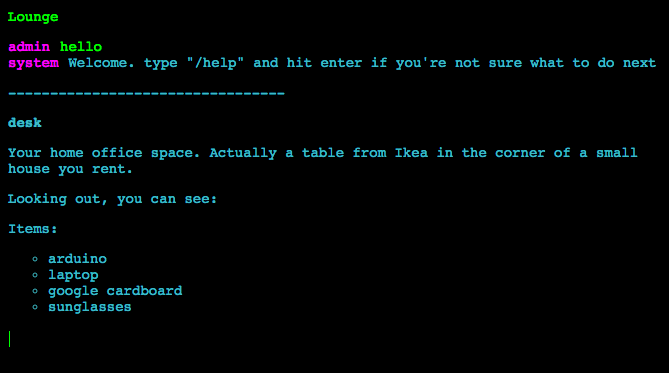 Lounge
admin hello
system Welcome. type "/help" and hit enter if you're not sure what to do next
---------------------------------
desk
Your home office space. Actually a table from Ikea in the corner of a small
house you rent.
Looking out, you can see:
Items:
arduino
laptop
google cardboard
sunglasses